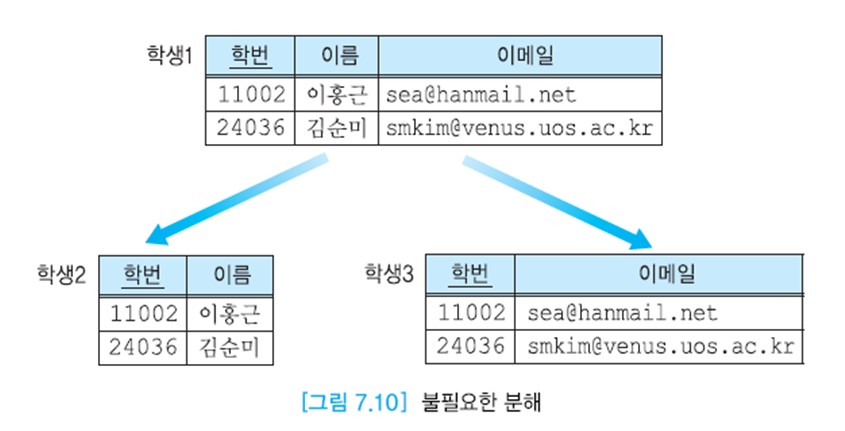 학생1 학번 이름 이메일
11002 이홍근 sea@hanmail.net
24036 김순미 smkim@venus.uos.ac.kr
학생2 학번 이름
11002 이홍근
24036 김순미
학생3 학번 이메일
11002 sea@hanmail.net
24036 smkim@venus.uos.ac.kr
[그림 7.10] 불필요한 분해